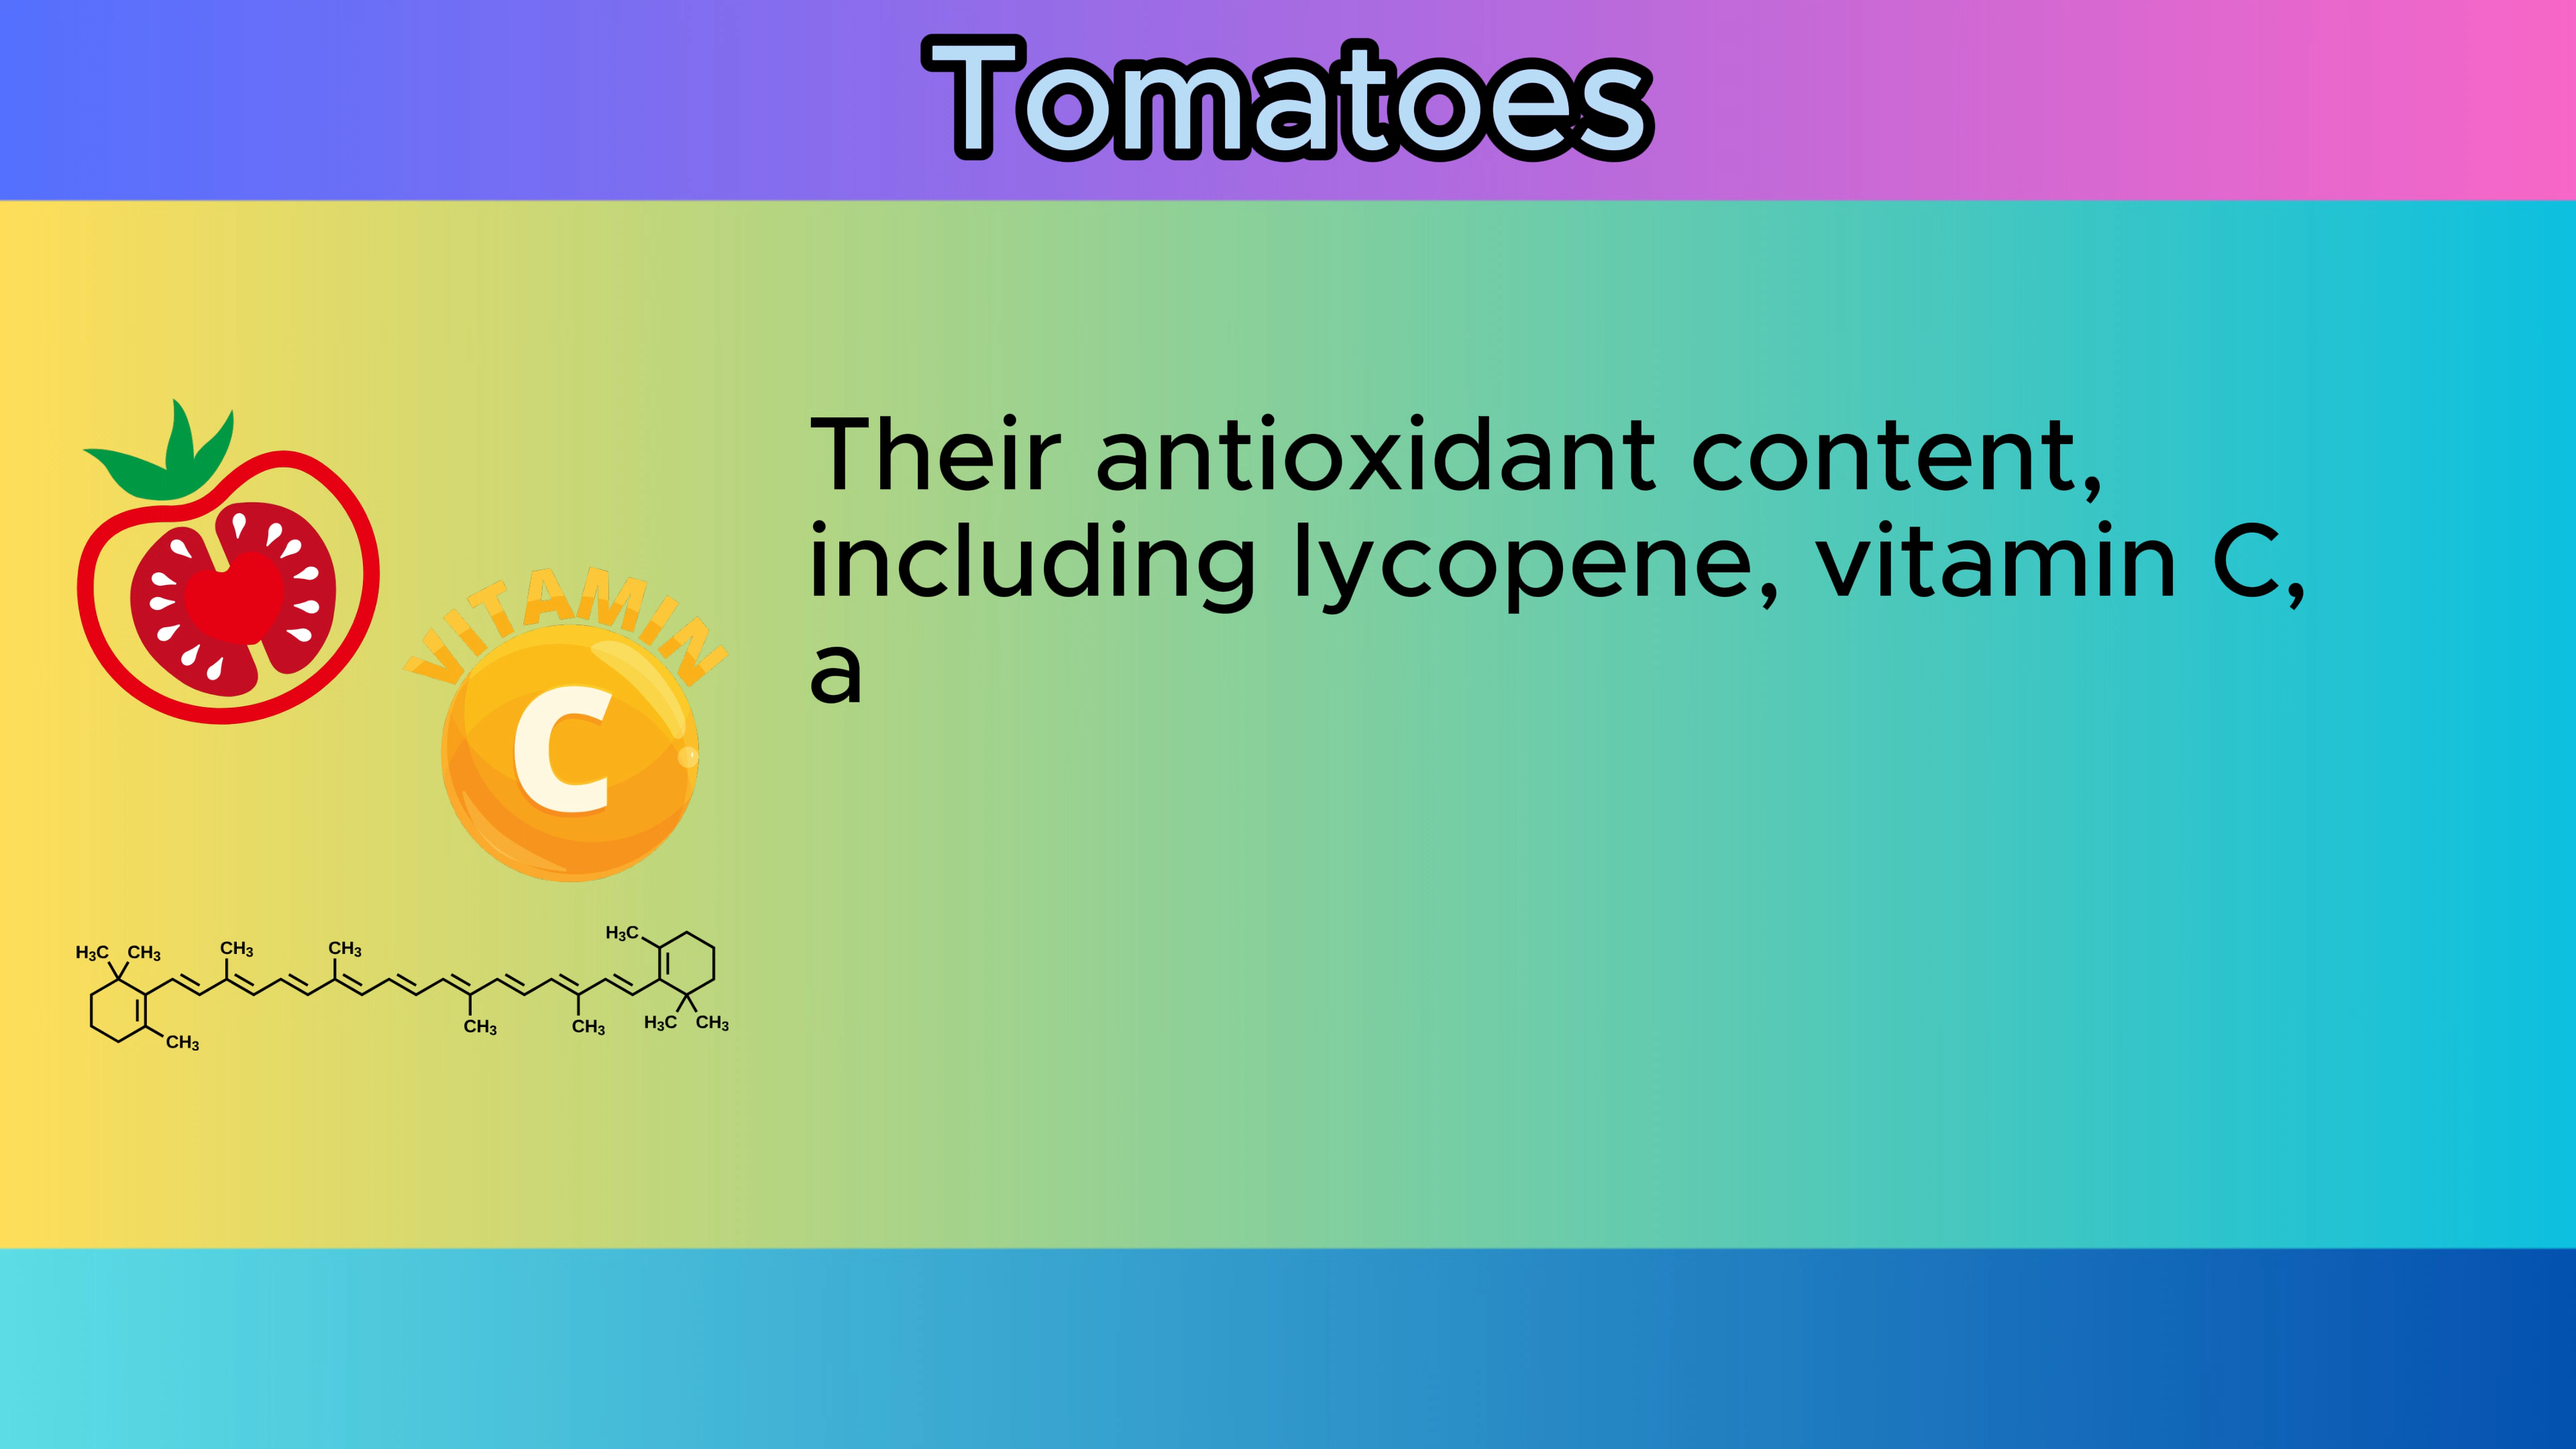 Tomatoes
Their antioxidant content,
including lycopene, vitamin C,
a
VITAMIN
C
H₃C CH₃ CH₃ CH₃ H₃C
CH₃ CH₃ CH₃ H₃C CH₃